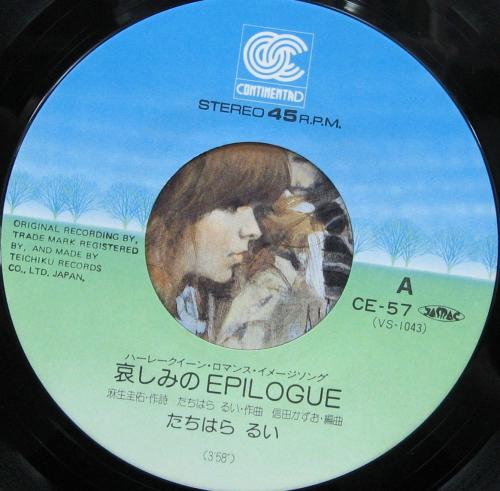 CONTINENTAL
STEREO 45 R.P.M.
ORIGINAL RECORDING BY,
TRADE MARK REGISTERED
BY, AND MADE BY
TEICHIKU RECORDS
CO., LTD. JAPAN.
A
CE-57 JASRAC
(VS-1043)
ハーレークイーン・ロマンス・イメージソング
哀しみのEPILOGUE
麻生圭佑・作詩 たちはら るい・作曲 信田かずお・編曲
たちはら るい
(3'58")